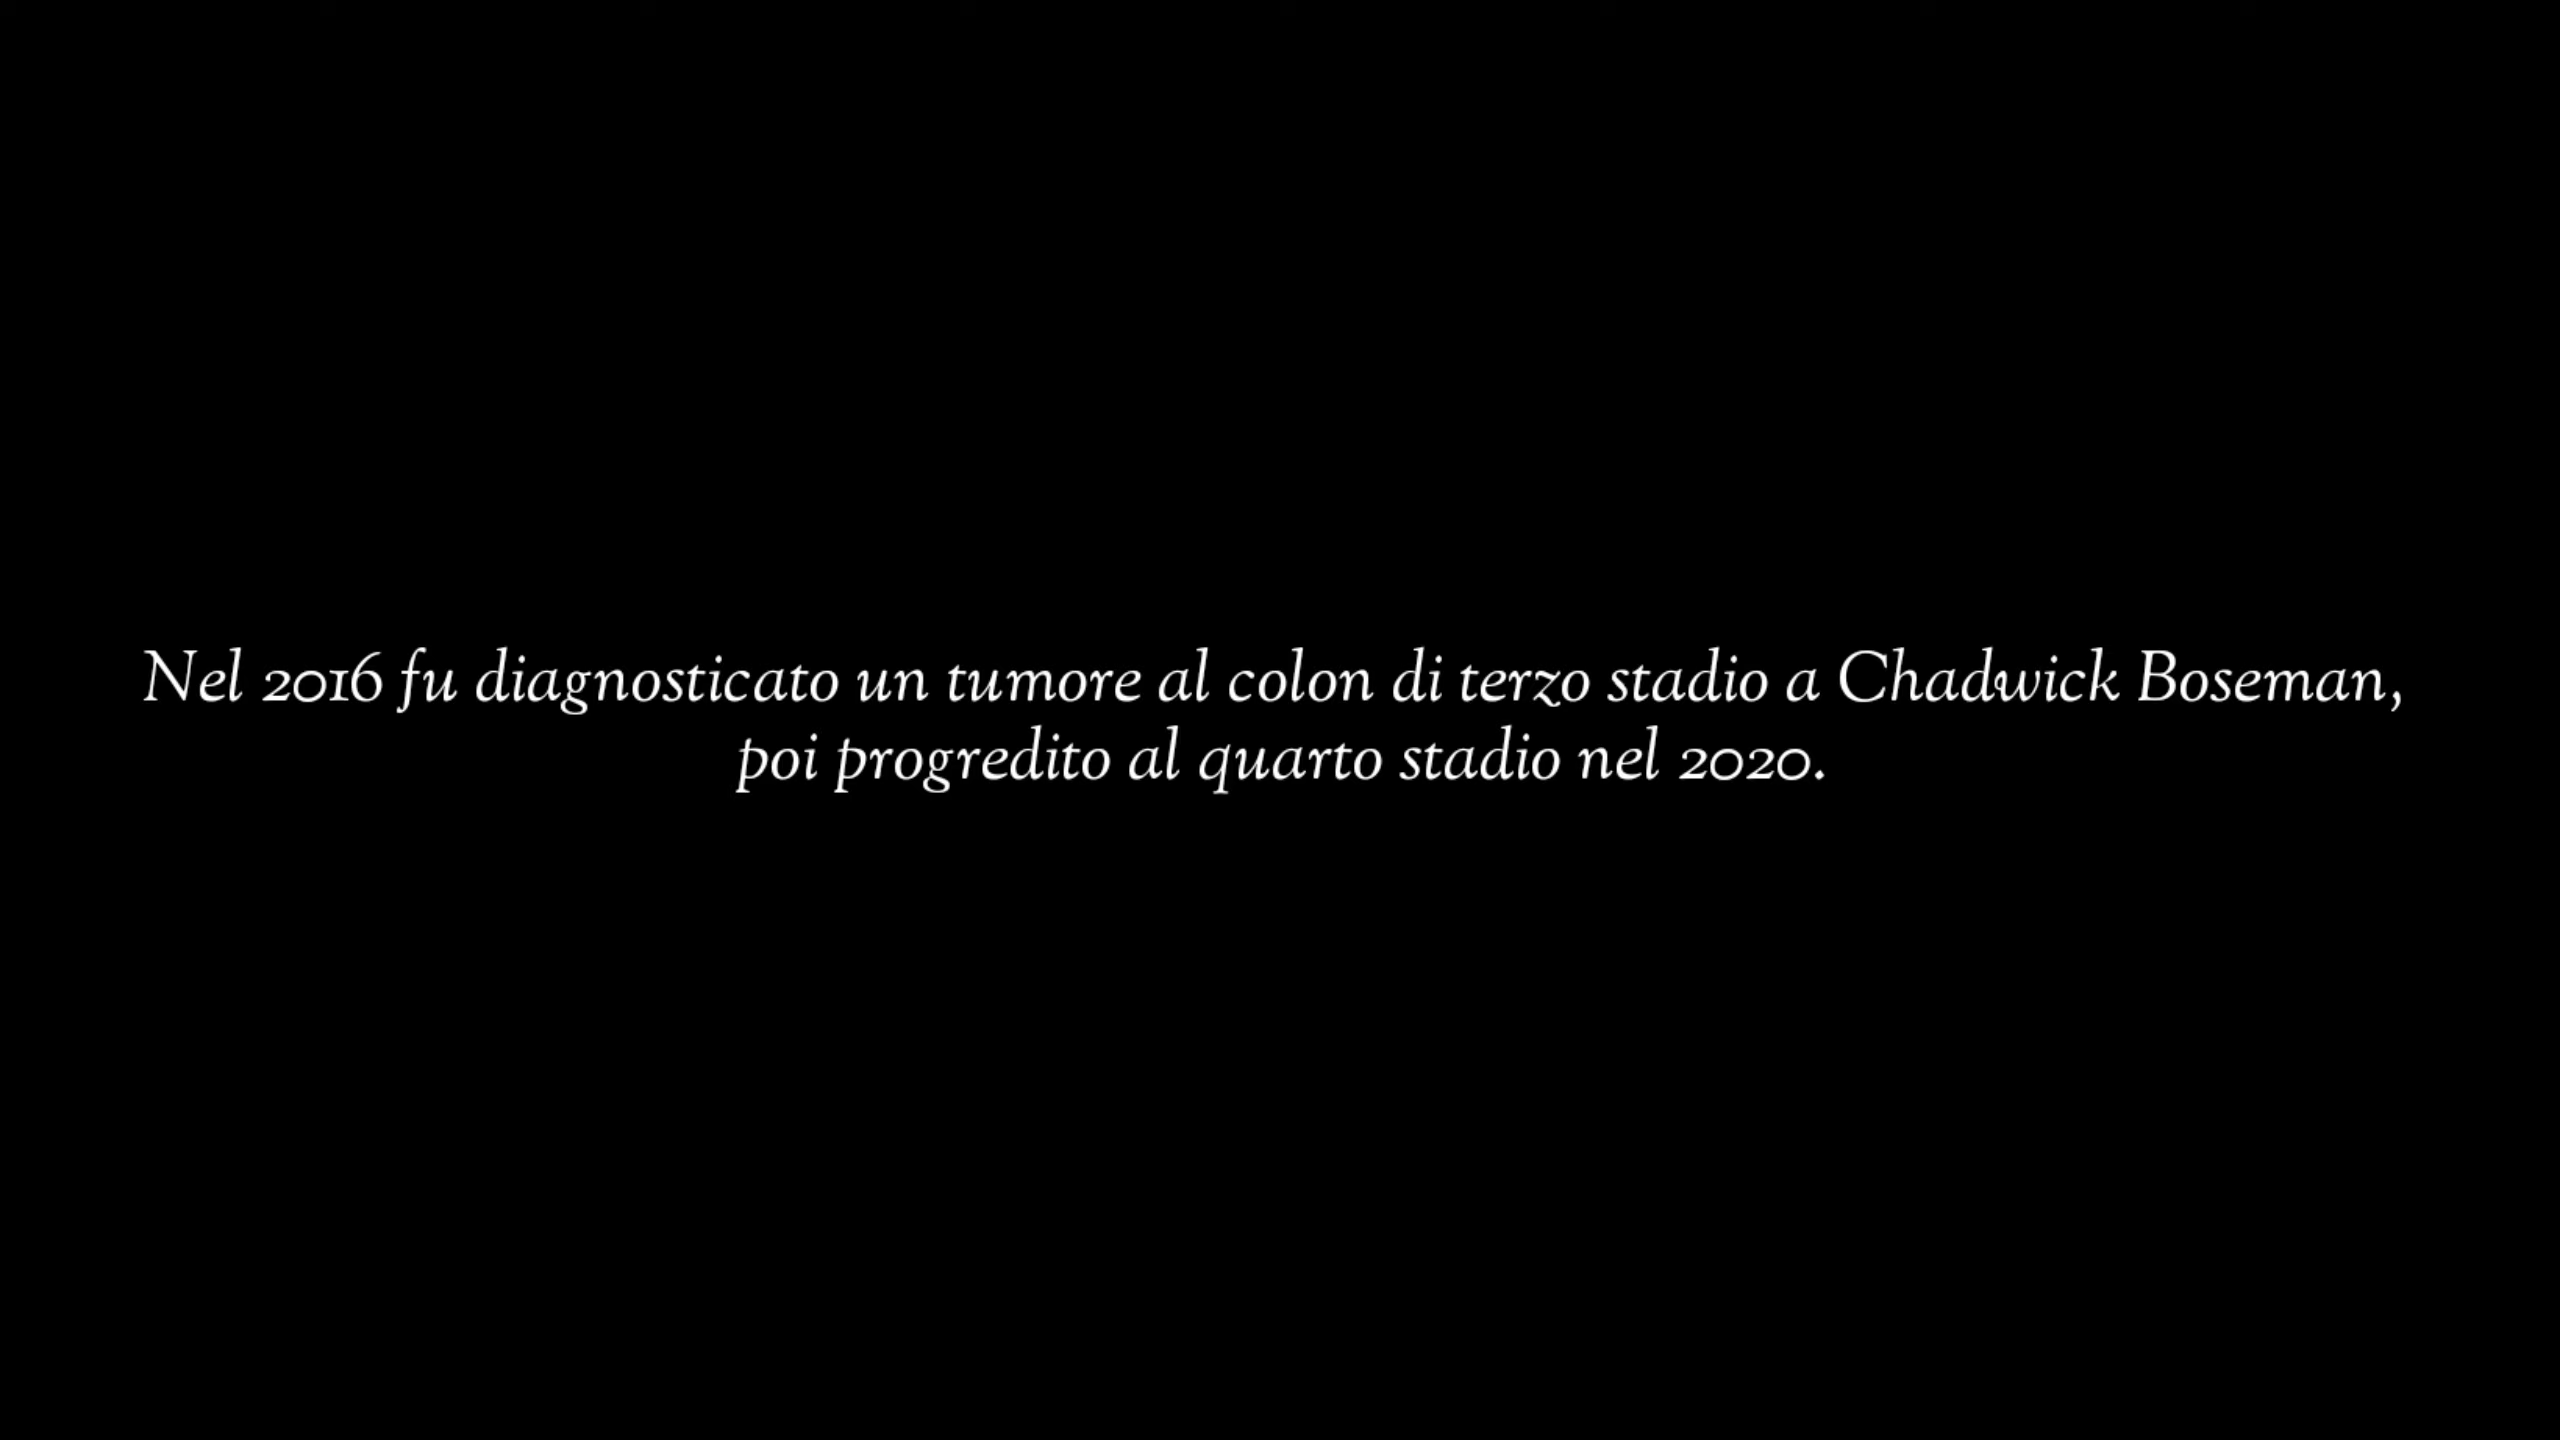 Nel 2016 fu diagnosticato un tumore al colon di terzo stadio a Chadwick Boseman,
poi progredito al quarto stadio nel 2020.